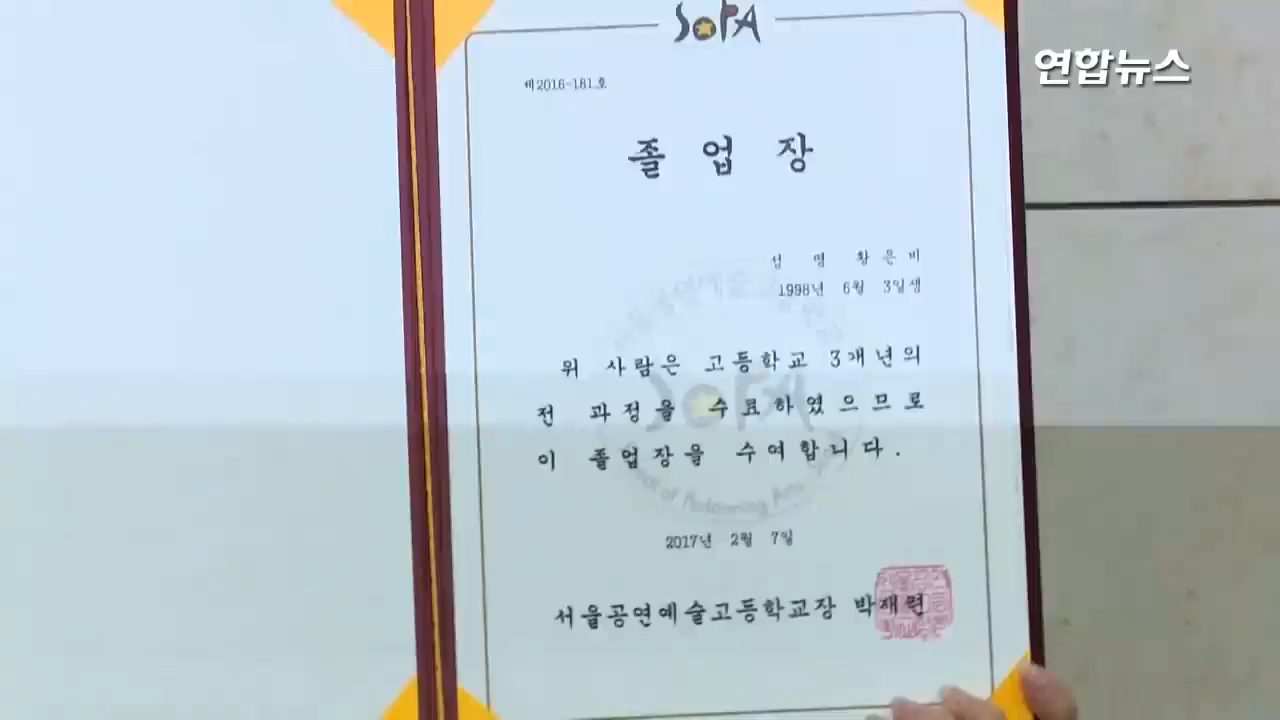 SOPA
연합뉴스
제2016-181호
졸 업 장
성 명 황은비
1998년 6월 3일생
위 사람은 고등학교 3개년의
전 과정을 수료하였으므로
이 졸업장을 수여합니다.
2017년 2월 7일
서울공연예술고등학교장 박재련